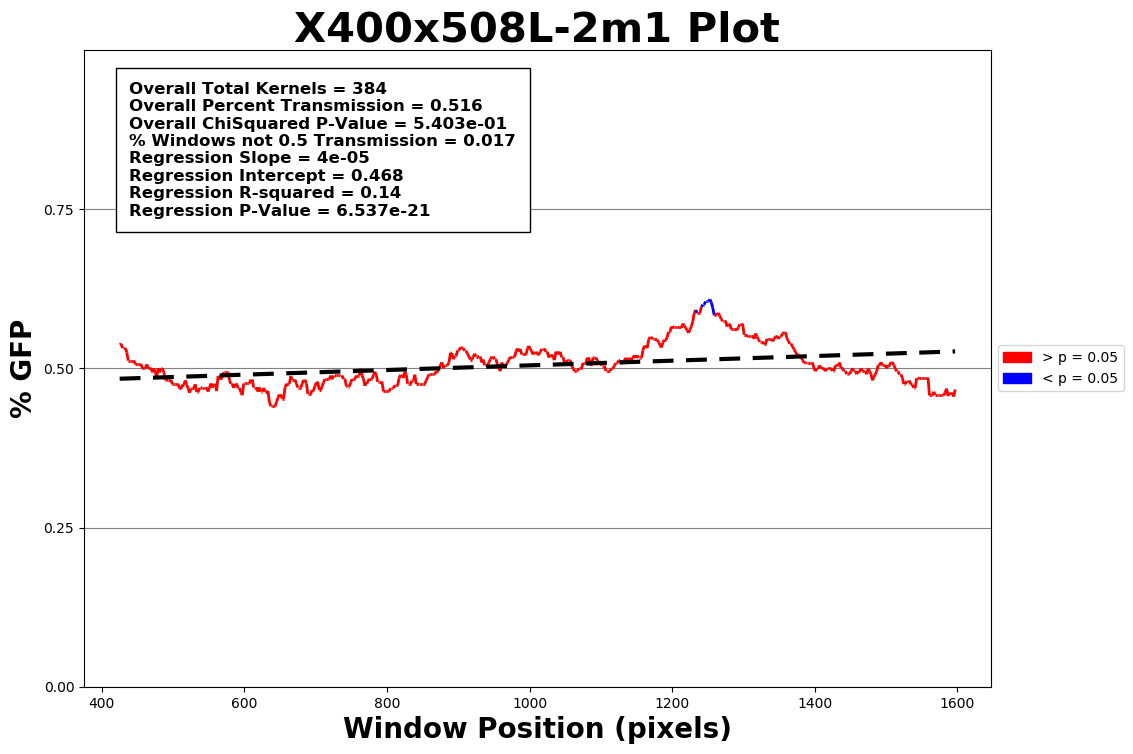 X400x508L-2m1 Plot
Overall Total Kernels = 384
Overall Percent Transmission = 0.516
Overall ChiSquared P-Value = 5.403e-01
% Windows not 0.5 Transmission = 0.017
Regression Slope = 4e-05
Regression Intercept = 0.468
Regression R-squared = 0.14
Regression P-Value = 6.537e-21
% GFP
0.75
0.50
0.25
0.00
> p = 0.05
< p = 0.05
400 600 800 1000 1200 1400 1600
Window Position (pixels)